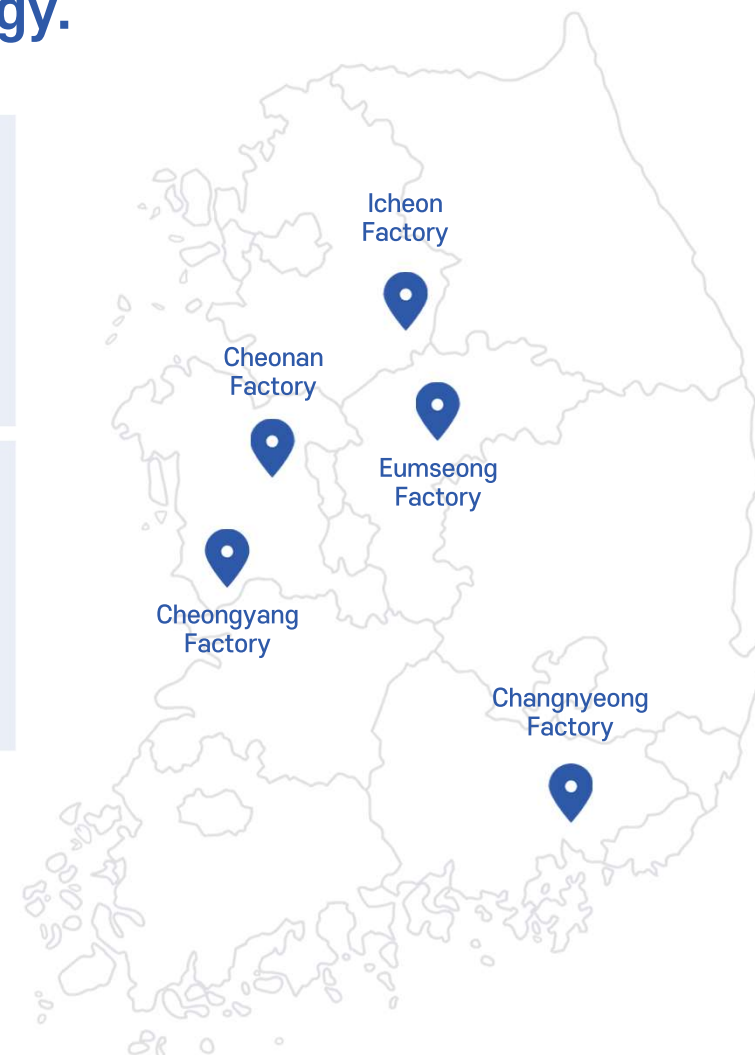 gy.
Icheon
Factory
Cheonan
Factory
Eumseong
Factory
Cheongyang
Factory
Changnyeong
Factory